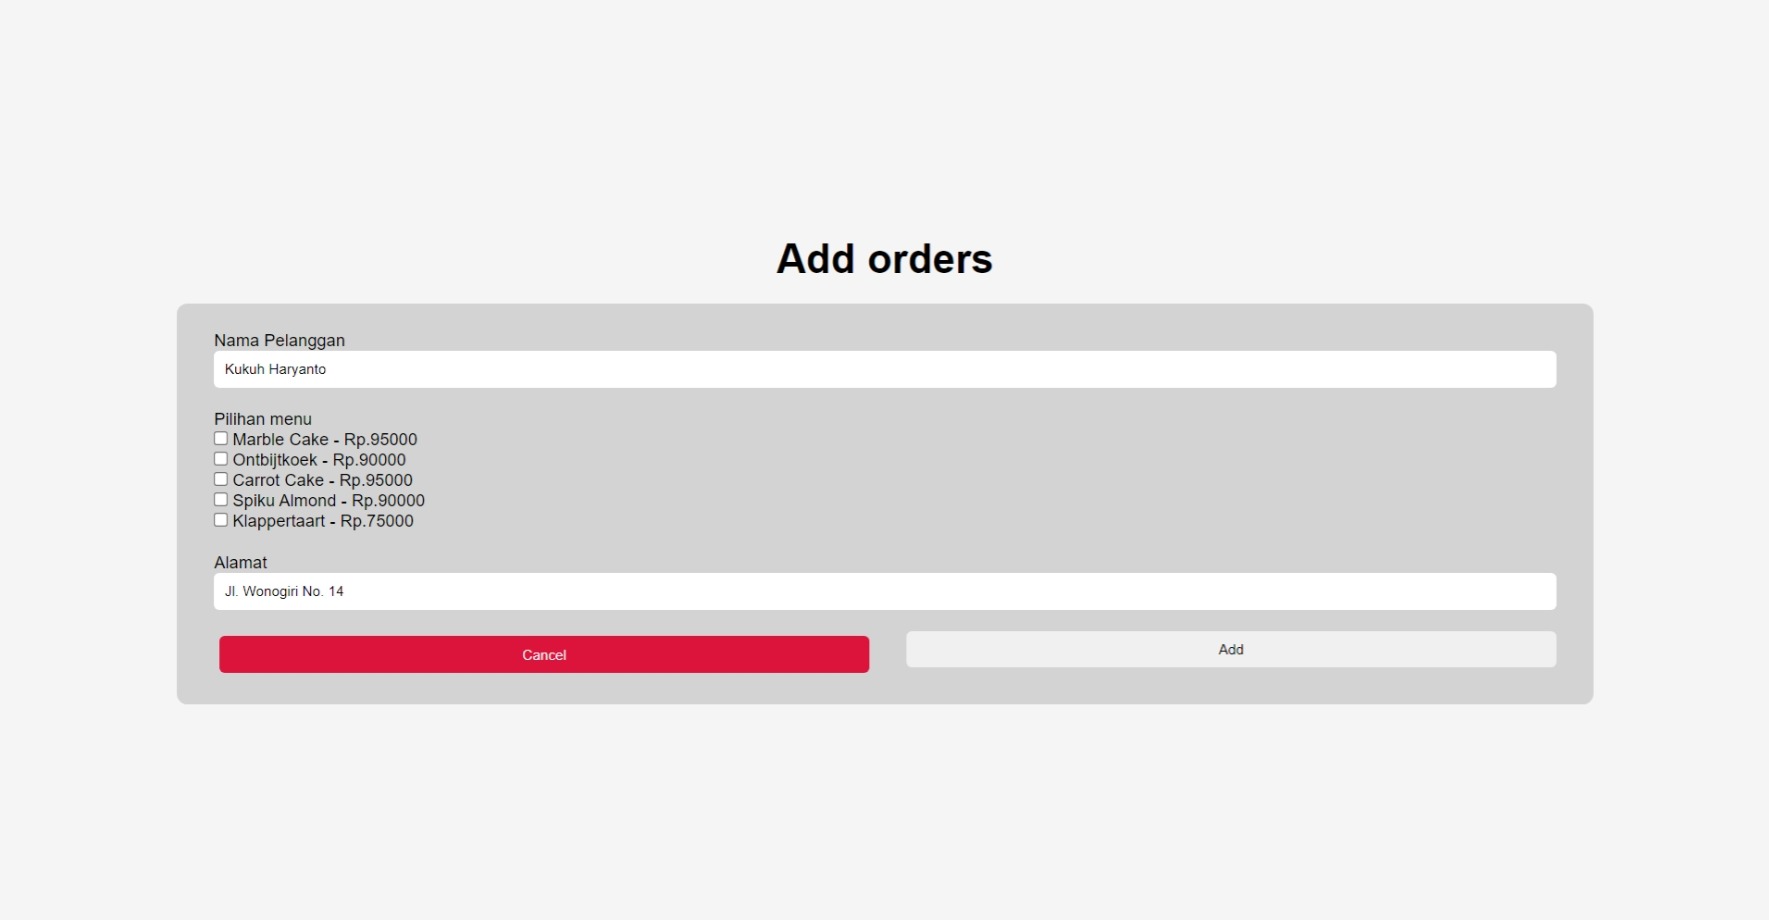 Add orders
Nama Pelanggan
Kukuh Haryanto
Pilihan menu
Marble Cake - Rp.95000
Ontbijtkoek - Rp.90000
Carrot Cake - Rp.95000
Spiku Almond - Rp.90000
Klappertaart - Rp.75000
Alamat
Jl. Wonogiri No. 14
Cancel
Add